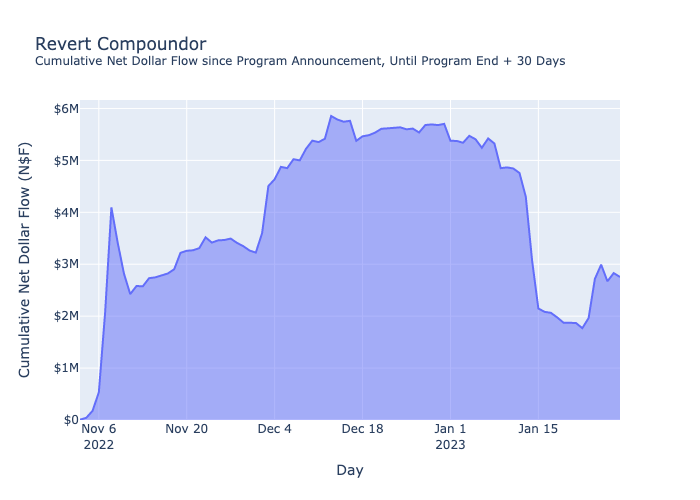 Revert Compoundor
Cumulative Net Dollar Flow since Program Announcement, Until Program End + 30 Days
Cumulative Net Dollar Flow (N$F)
$6M
$5M
$4M
$3M
$2M
$1M
$0
Nov 6
2022
Nov 20
Dec 4
Dec 18
Jan 1
2023
Jan 15
Day